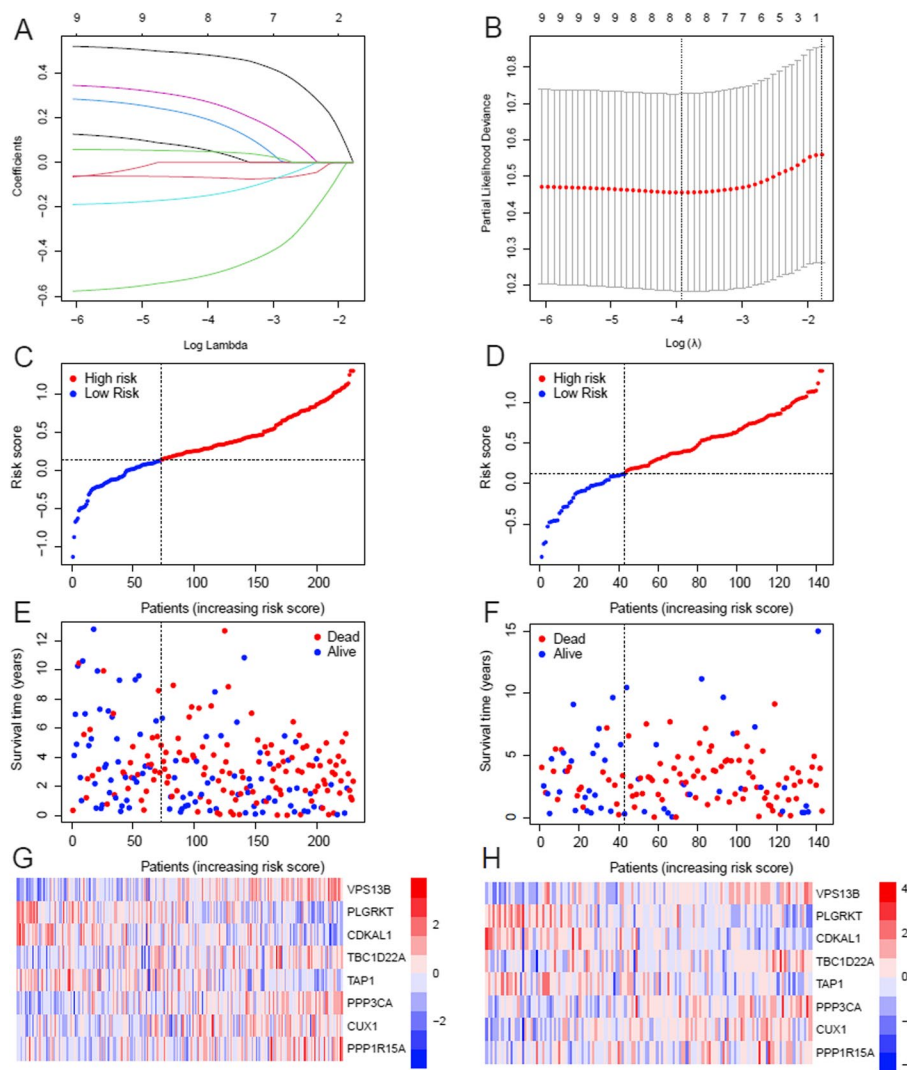 A
9 9 8 7 2
0.4
0.2
0.0
−0.2
−0.4
−0.6
Coefficients
−6 −5 −4 −3 −2
Log Lambda
B
9 9 9 9 9 8 8 8 8 8 7 7 6 5 3 1
10.8
10.7
10.6
10.5
10.4
10.3
10.2
Partial Likelihood Deviance
−6 −5 −4 −3 −2
Log (λ)
C
High risk
Low Risk
1.0
0.5
0.0
−0.5
−1.0
Risk score
0 50 100 150 200
Patients (increasing risk score)
D
High risk
Low Risk
1.0
0.5
0.0
−0.5
Risk score
0 20 40 60 80 100 120 140
Patients (increasing risk score)
E
Dead
Alive
12
10
8
6
4
2
0
Survival time (years)
0 50 100 150 200
Patients (increasing risk score)
F
Dead
Alive
15
10
5
0
Survival time (years)
0 20 40 60 80 100 120 140
Patients (increasing risk score)
G
VPS13B
PLGRKT
CDKAL1
TBC1D22A
TAP1
PPP3CA
CUX1
PPP1R15A
2
0
−2
H
VPS13B
PLGRKT
CDKAL1
TBC1D22A
TAP1
PPP3CA
CUX1
PPP1R15A
4
2
0